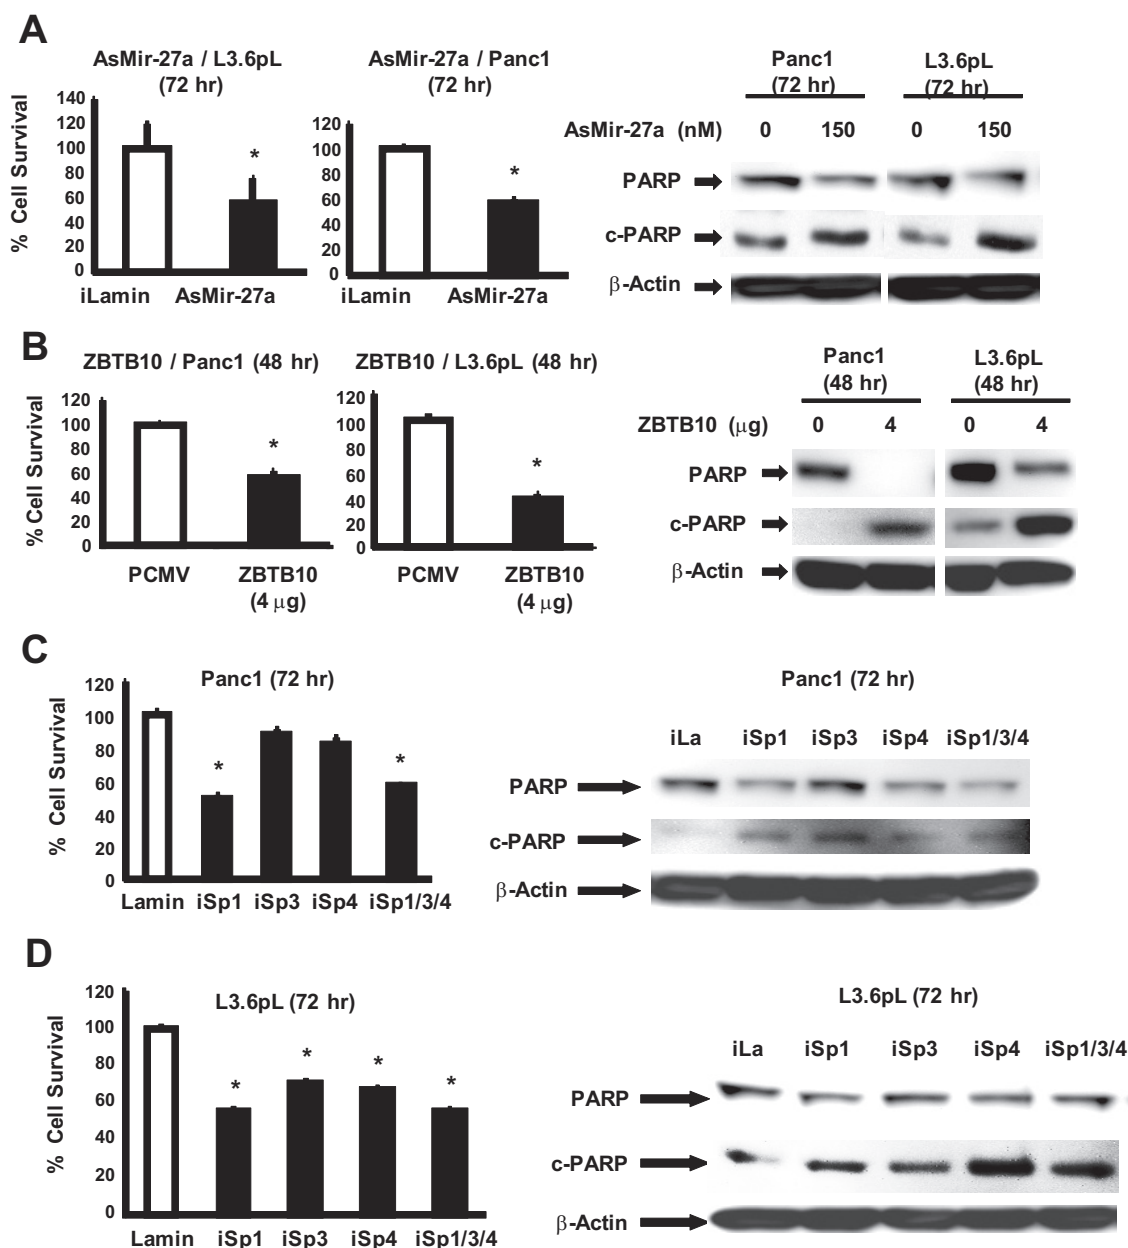 A
AsMir-27a / L3.6pL
(72 hr)
AsMir-27a / Panc1
(72 hr)
% Cell Survival
140
120
100
80
60
40
20
0
iLamin AsMir-27a
120
100
80
60
40
20
0
iLamin AsMir-27a
Panc1
(72 hr)
L3.6pL
(72 hr)
AsMir-27a (nM) 0 150 0 150
PARP
c-PARP
β-Actin
B
ZBTB10 / Panc1 (48 hr)
ZBTB10 / L3.6pL (48 hr)
% Cell Survival
120
100
80
60
40
20
0
*
PCMV ZBTB10
(4 μg)
120
100
80
60
40
20
0
*
PCMV ZBTB10
(4 μg)
Panc1
(48 hr)
L3.6pL
(48 hr)
ZBTB10 (μg) 0 4 0 4
PARP
c-PARP
β-Actin
C
Panc1 (72 hr)
% Cell Survival
120
100
80
60
40
20
0
* *
Lamin iSp1 iSp3 iSp4 iSp1/3/4
Panc1 (72 hr)
iLa iSp1 iSp3 iSp4 iSp1/3/4
PARP
c-PARP
β-Actin
D
L3.6pL (72 hr)
% Cell Survival
120
100
80
60
40
20
0
* * * *
Lamin iSp1 iSp3 iSp4 iSp1/3/4
L3.6pL (72 hr)
iLa iSp1 iSp3 iSp4 iSp1/3/4
PARP
c-PARP
β-Actin